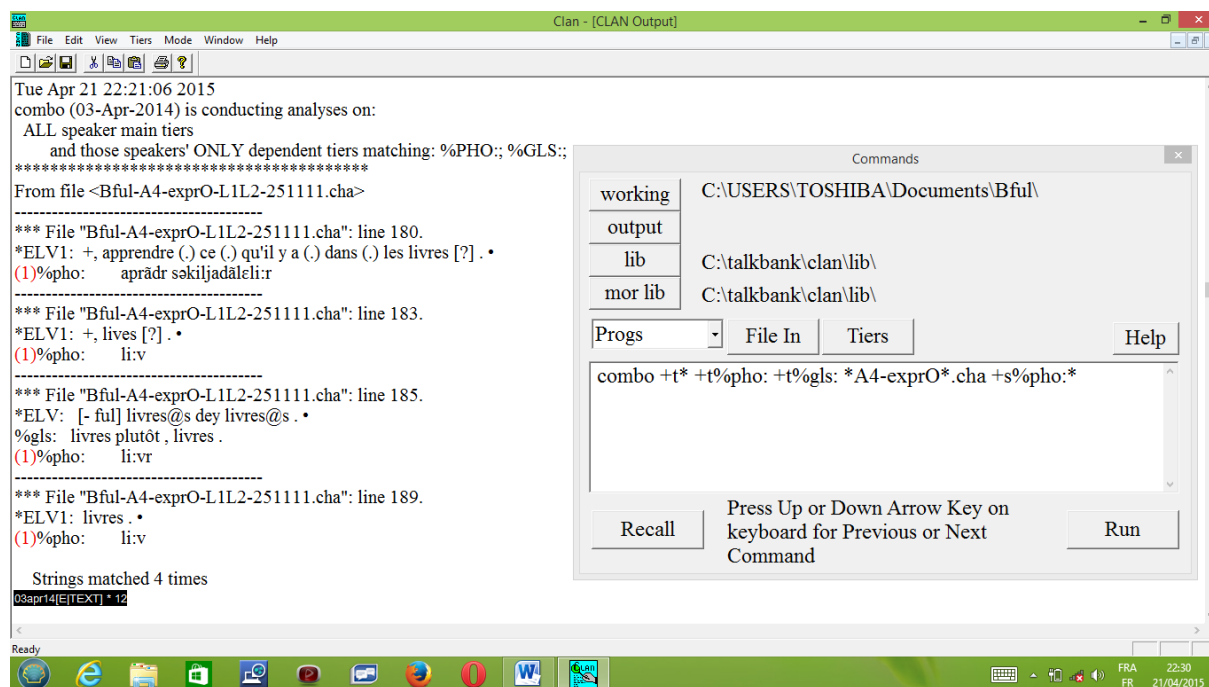 Clan - [CLAN Output]
File Edit View Tiers Mode Window Help
Tue Apr 21 22:21:06 2015
combo (03-Apr-2014) is conducting analyses on:
ALL speaker main tiers
and those speakers' ONLY dependent tiers matching: %PHO:; %GLS:;
****************************************
From file <Bful-A4-exprO-L1L2-251111.cha>
----------------------------------------
*** File "Bful-A4-exprO-L1L2-251111.cha": line 180.
*ELV1: +, apprendre (.) ce (.) qu'il y a (.) dans (.) les livres [?] . •
(1)%pho: aprãdr səkiljadãlɛli:r
----------------------------------------
*** File "Bful-A4-exprO-L1L2-251111.cha": line 183.
*ELV1: +, lives [?] . •
(1)%pho: li:v
----------------------------------------
*** File "Bful-A4-exprO-L1L2-251111.cha": line 185.
*ELV: [- ful] livres@s dey livres@s . •
%gls: livres plutôt , livres .
(1)%pho: li:vr
----------------------------------------
*** File "Bful-A4-exprO-L1L2-251111.cha": line 189.
*ELV1: livres . •
(1)%pho: li:v
Strings matched 4 times
03apr14[E|TEXT] * 12
Commands
working C:\USERS\TOSHIBA\Documents\Bful\
output
lib C:\talkbank\clan\lib\
mor lib C:\talkbank\clan\lib\
Progs File In Tiers Help
combo +t* +t%pho: +t%gls: *A4-exprO*.cha +s%pho:*
Recall
Press Up or Down Arrow Key on
keyboard for Previous or Next
Command
Run
Ready
FRA 22:30
FR 21/04/2015